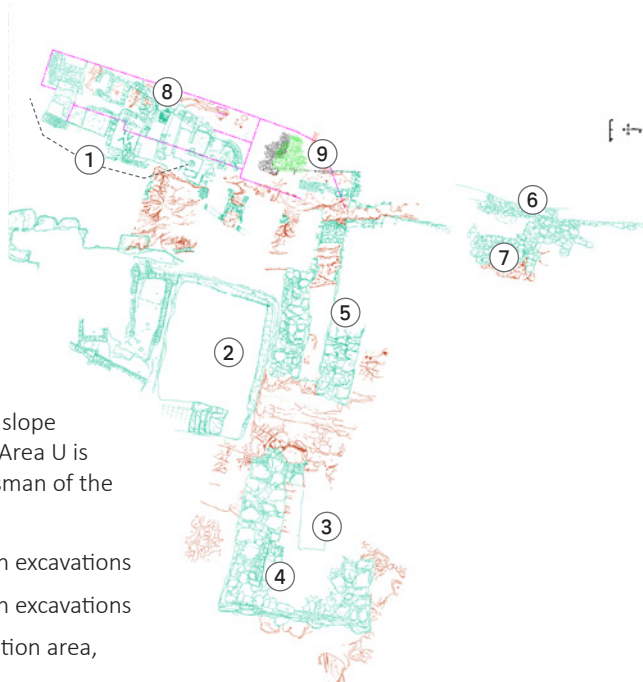 8
1
9
6
7
5
2
slope
Area U is
sman of the
3
n excavations
4
n excavations
tion area,